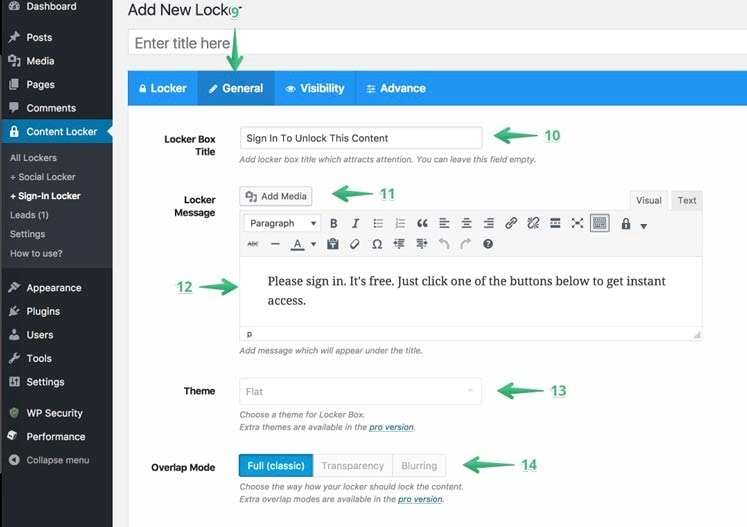 Dashboard
Posts
Media
Pages
Comments
Content Locker
All Lockers
+ Social Locker
+ Sign-In Locker
Leads (1)
Settings
How to use?
Appearance
Plugins
Users
Tools
Settings
WP Security
Performance
Collapse menu
Add New Locker
9
Enter title here
Locker General Visibility Advance
Locker Box Title
Sign In To Unlock This Content
10
Add locker box title which attracts attention. You can leave this field empty.
Locker Message
Add Media
11
Visual Text
Paragraph B I
ABC A
12
Please sign in. It's free. Just click one of the buttons below to get instant
access.
p
Add message which will appear under the title.
Theme
Flat
13
Choose a theme for Locker Box.
Extra themes are available in the pro version.
Overlap Mode
Full (classic) Transparency Blurring
14
Choose the way how your locker should lock the content.
Extra overlap modes are available in the pro version.